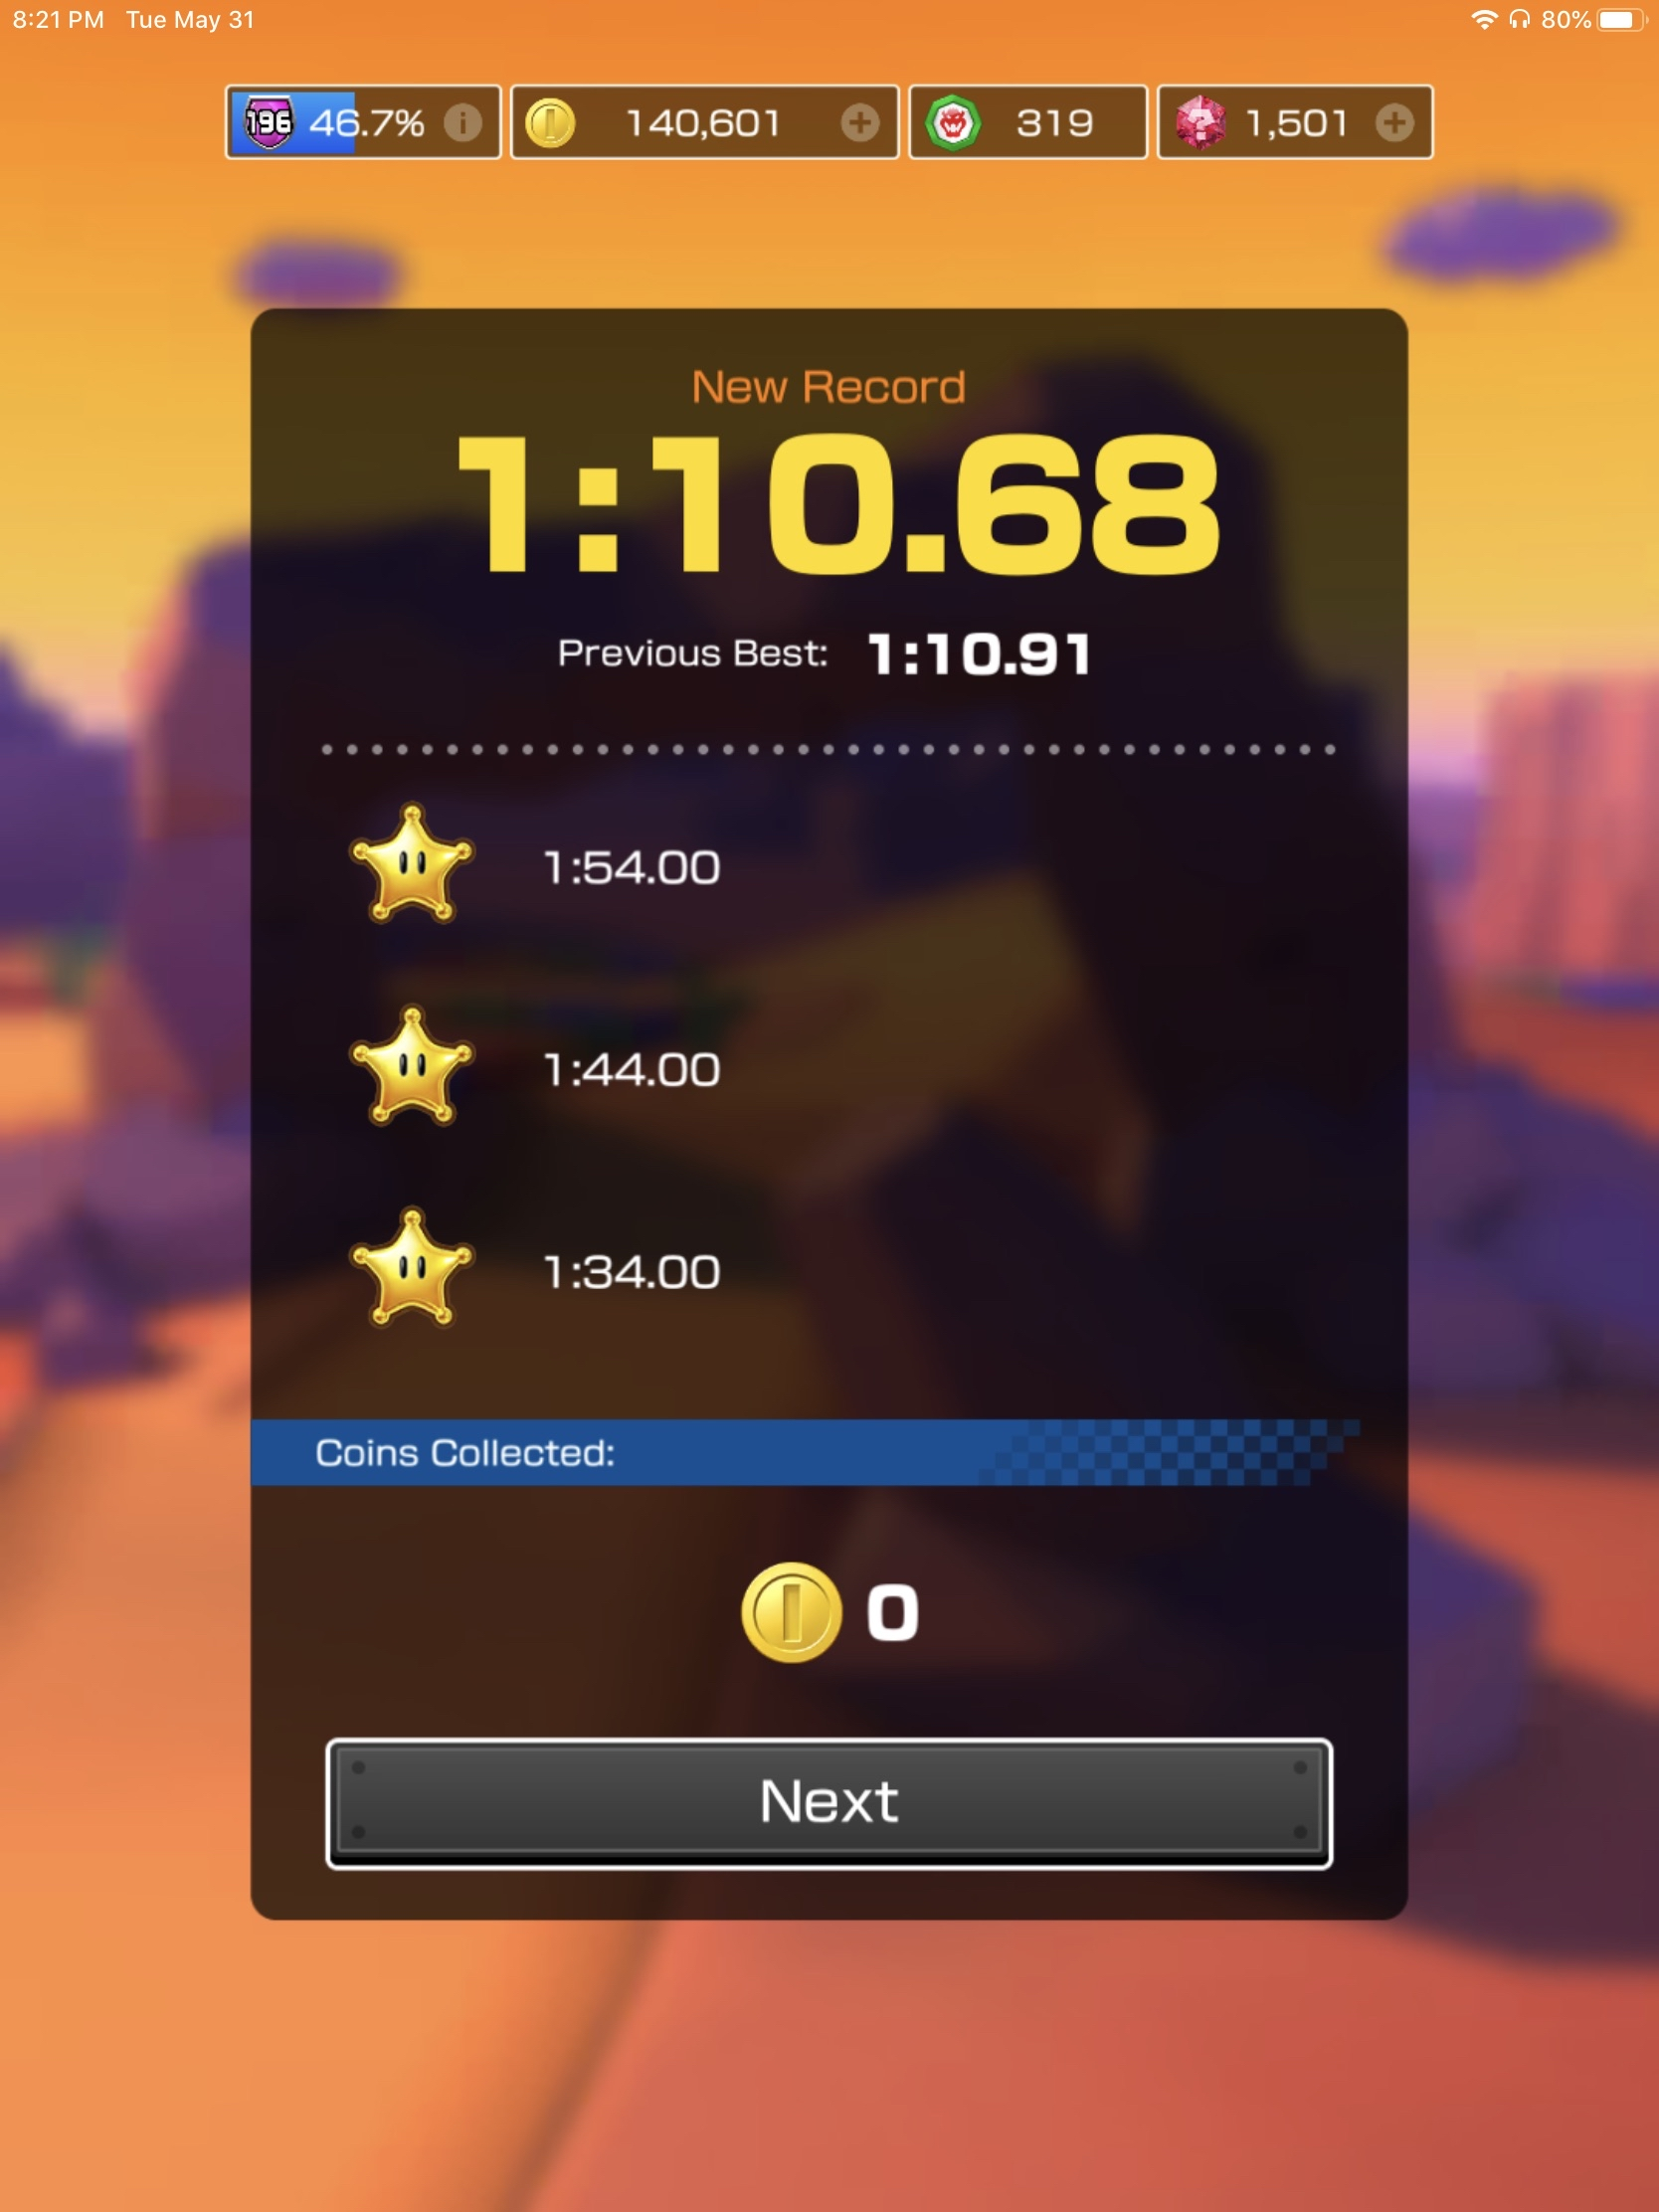 8:21 PM Tue May 31 80%
196 46.7% i 140,601 + 319 1,501 +
New Record
1:10.68
Previous Best: 1:10.91
1:54.00
1:44.00
1:34.00
Coins Collected:
0
Next